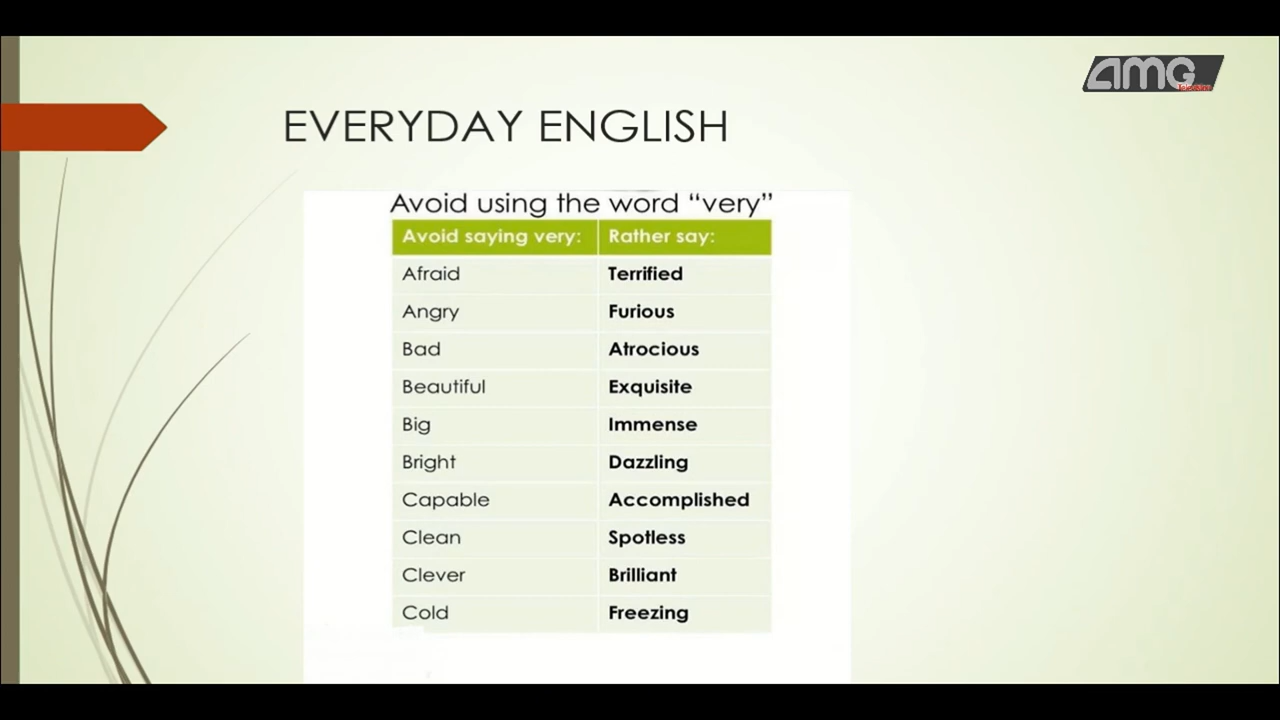 AMG
Television
EVERYDAY ENGLISH
Avoid using the word “very”
Avoid saying very: Rather say:
Afraid Terrified
Angry Furious
Bad Atrocious
Beautiful Exquisite
Big Immense
Bright Dazzling
Capable Accomplished
Clean Spotless
Clever Brilliant
Cold Freezing